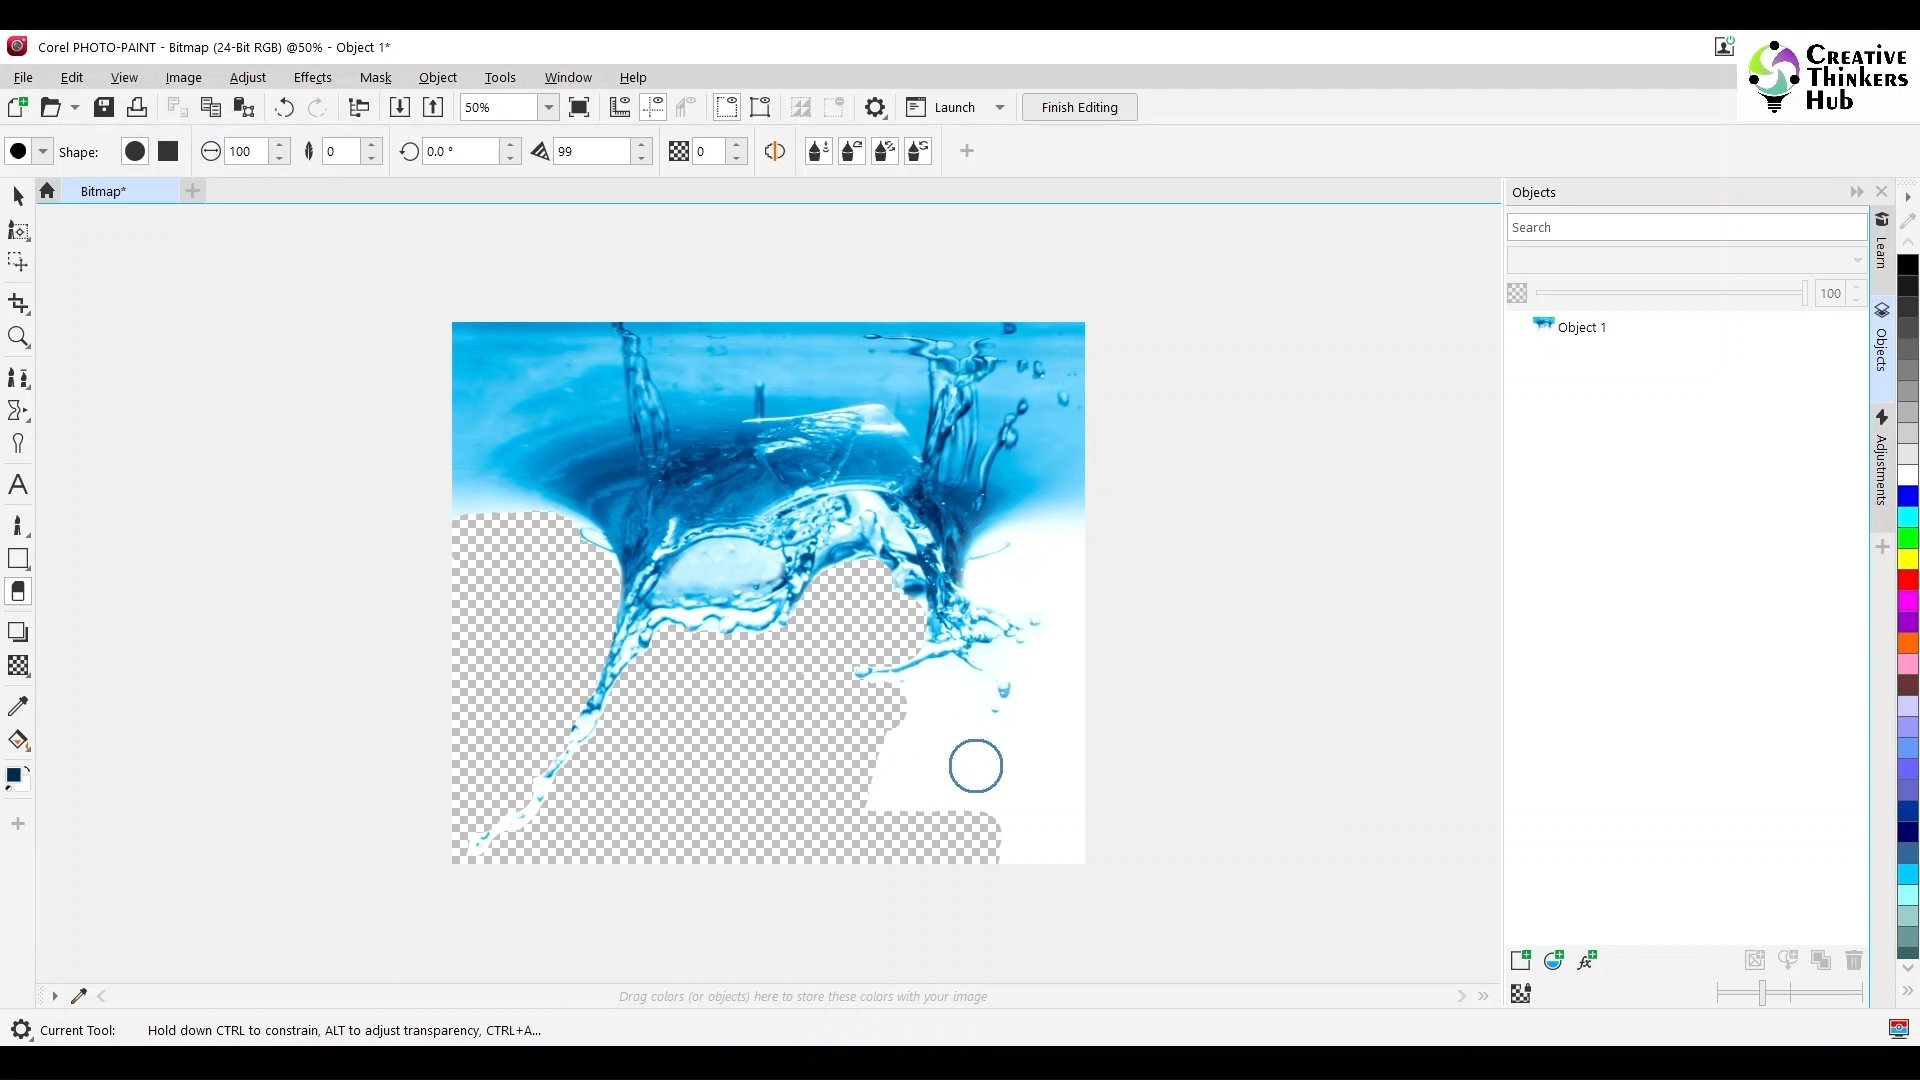 Corel PHOTO-PAINT - Bitmap (24-Bit RGB) @50% - Object 1*
CREATIVE
THINKERS
HUB
File Edit View Image Adjust Effects Mask Object Tools Window Help
50% Launch Finish Editing
Shape: 100 0 0.0 ° 99 0
Bitmap*
Objects
Search
100
Object 1
Learn
Objects
Adjustments
Drag colors (or objects) here to store these colors with your image
Current Tool: Hold down CTRL to constrain, ALT to adjust transparency, CTRL+A...